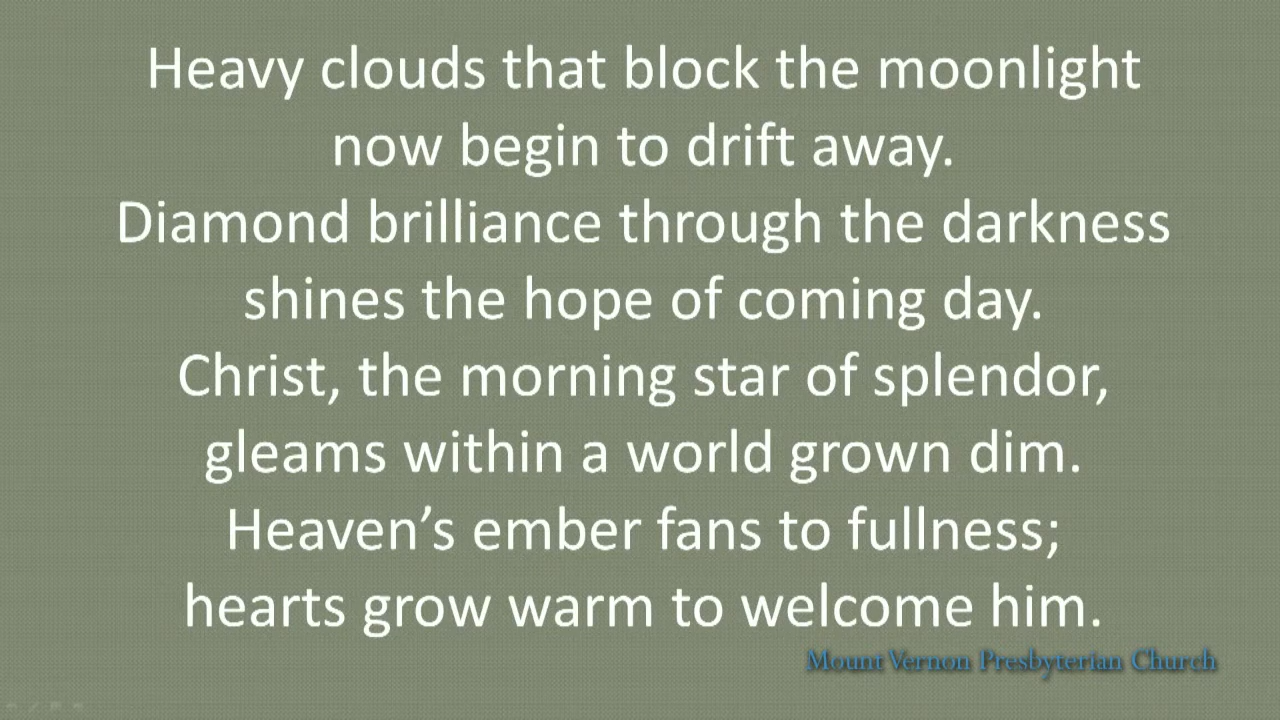 Heavy clouds that block the moonlight
now begin to drift away.
Diamond brilliance through the darkness
shines the hope of coming day.
Christ, the morning star of splendor,
gleams within a world grown dim.
Heaven’s ember fans to fullness;
hearts grow warm to welcome him.
Mount Vernon Presbyterian Church